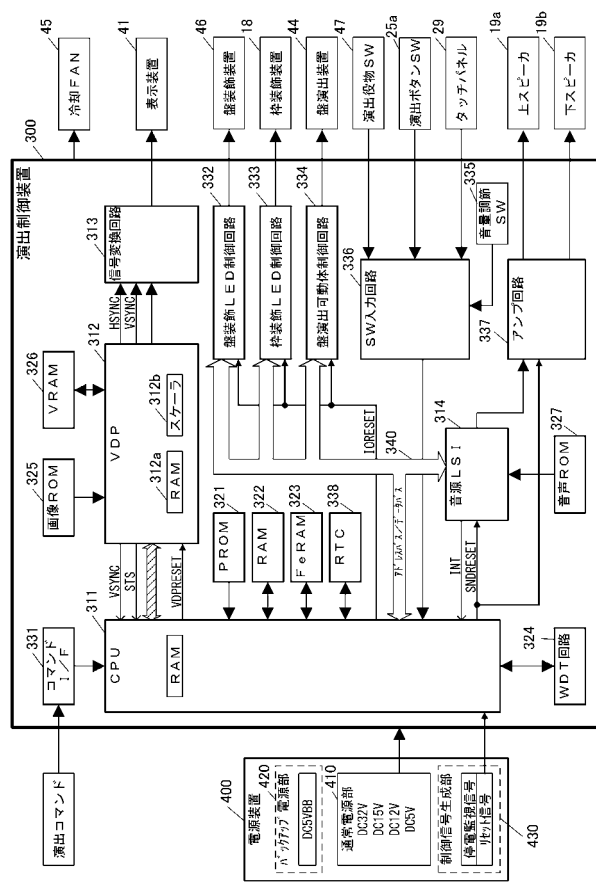 演出制御装置
300
冷却FAN
45
表示装置
41
盤装飾装置
46
枠装飾装置
18
盤演出装置
44
演出役物SW
47
演出ボタンSW
25a
タッチパネル
29
上スピーカ
19a
下スピーカ
19b
信号変換回路
313
HSYNC
VSYNC
盤装飾LED制御回路
332
枠装飾LED制御回路
333
盤演出可動体制御回路
334
SW入力回路
336
音量調節
SW
335
アンプ回路
337
画像ROM
325
VRAM
326
VDP
312
RAM
312a
スケーラ
312b
VSYNC
STS
VDPRESET
PROM
321
RAM
322
FeRAM
323
RTC
338
IORESET
340
アドレスバス/データバス
音源LSI
314
INT
SNDRESET
音声ROM
327
コマンド
I/F
331
CPU
311
RAM
WDT回路
324
演出コマンド
電源装置
400
バックアップ電源部
420
DC5VBB
通常電源部
410
DC32V
DC15V
DC12V
DC5V
制御信号生成部
停電監視信号
リセット信号
430